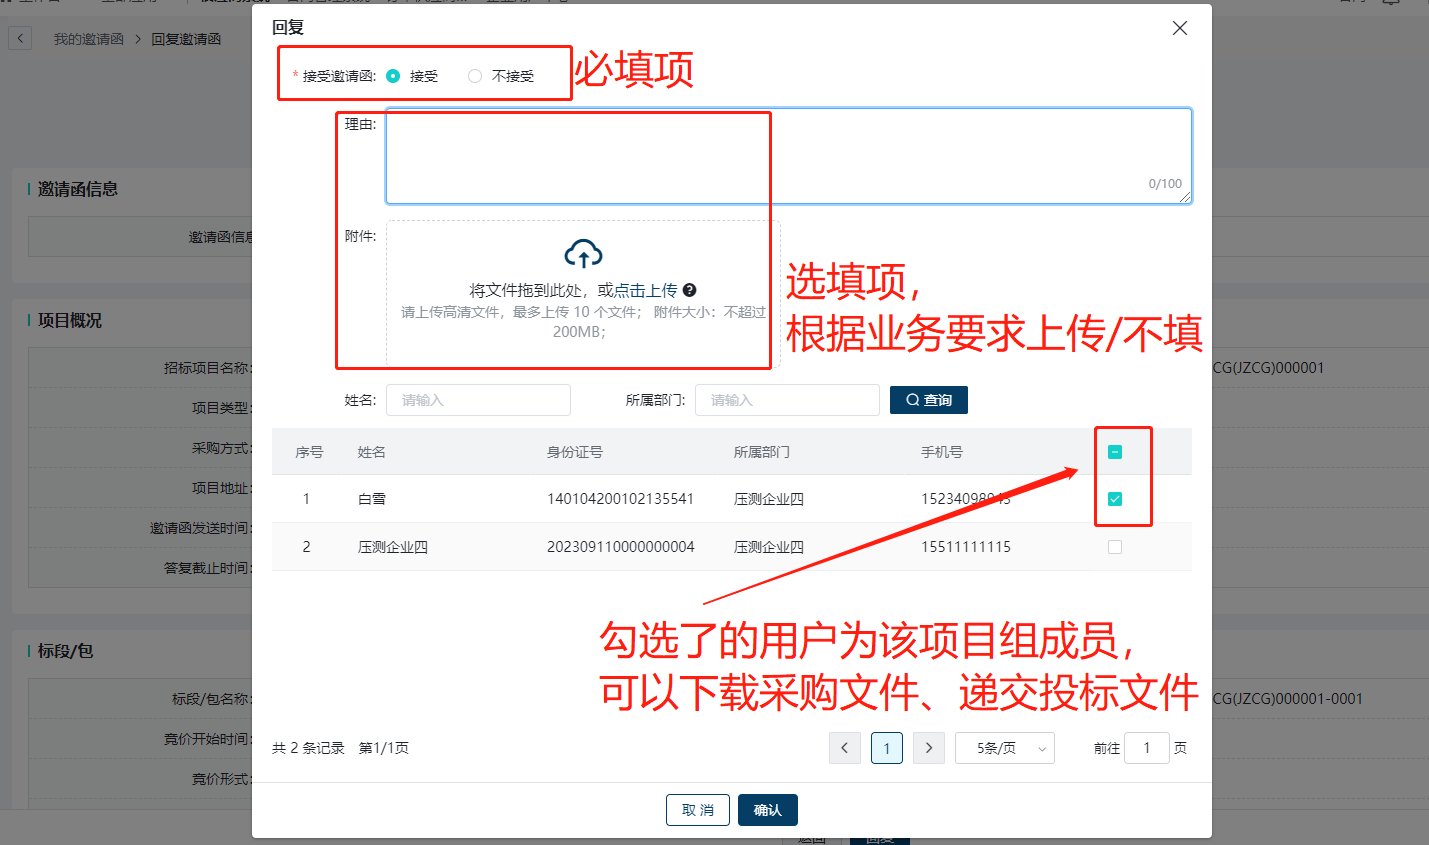 回复
我的邀请函 > 回复邀请函
* 接受邀请函: 接受 不接受
必填项
理由:
0/100
邀请函信息
附件:
将文件拖到此处，或点击上传
请上传高清文件，最多上传 10 个文件； 附件大小：不超过
200MB；
选填项，
根据业务要求上传/不填
项目概况
招标项目名称:
CG(JZCG)000001
项目类型:
采购方式:
项目地址:
邀请函发送时间:
答复截止时间:
姓名: 请输入 所属部门: 请输入 查询
序号 姓名 身份证号 所属部门 手机号
1 白雪 140104200102135541 压测企业四
2 压测企业四 202309110000000004 压测企业四 15511111115
勾选了的用户为该项目组成员，
可以下载采购文件、递交投标文件
标段/包
标段/包名称:
CG(JZCG)000001-0001
竞价开始时间:
竞价形式:
共 2 条记录 第1/1页
1 5条/页 前往 1 页
取 消 确认